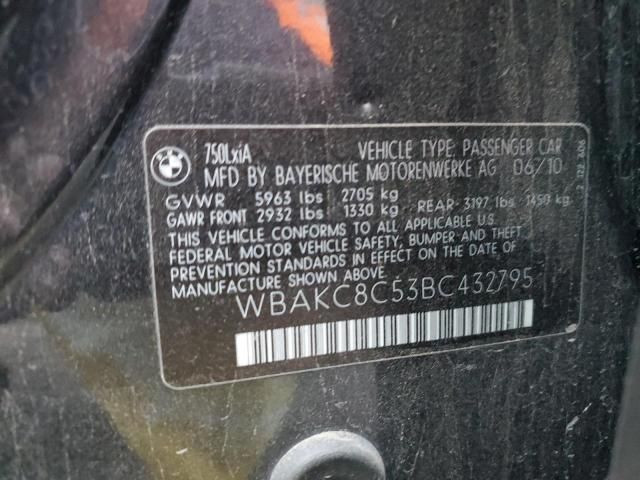 750LxiA VEHICLE TYPE: PASSENGER CAR
MFD BY BAYERISCHE MOTORENWERKE AG 06/10
GVWR 5963 lbs 2705 kg
GAWR FRONT 2932 lbs 1330 kg REAR: 3197 lbs 1450 kg
THIS VEHICLE CONFORMS TO ALL APPLICABLE U.S.
FEDERAL MOTOR VEHICLE SAFETY, BUMPER AND THEFT
PREVENTION STANDARDS IN EFFECT ON THE DATE OF
MANUFACTURE SHOWN ABOVE
WBAKC8C53BC432795